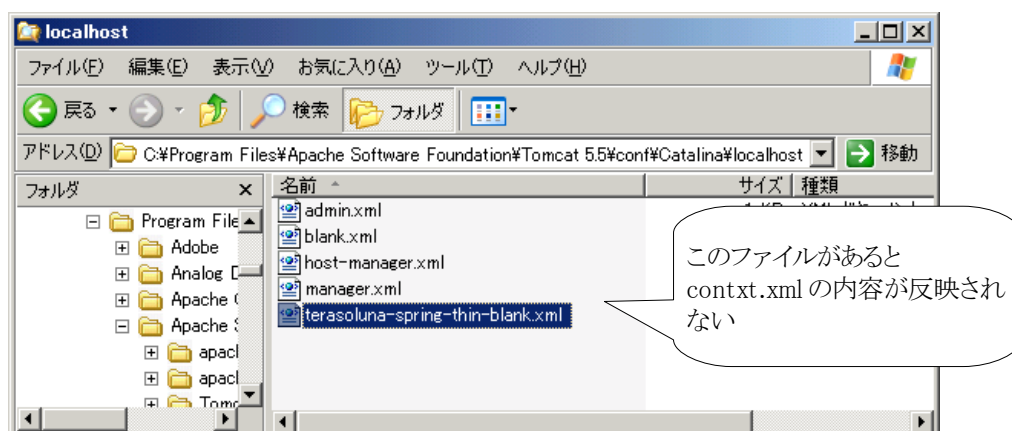 localhost
ファイル(F) 編集(E) 表示(V) お気に入り(A) ツール(T) ヘルプ(H)
戻る 検索 フォルダ
アドレス(D) C:¥Program Files¥Apache Software Foundation¥Tomcat 5.5¥conf¥Catalina¥localhost 移動
フォルダ × 名前 サイズ 種類
Program File
Adobe
Analog
Apache
Apache
apacl
apacl
admin.xml
blank.xml
host-manager.xml
manager.xml
terasoluna-spring-thin-blank.xml
このファイルがあると
contxt.xml の内容が反映され
ない